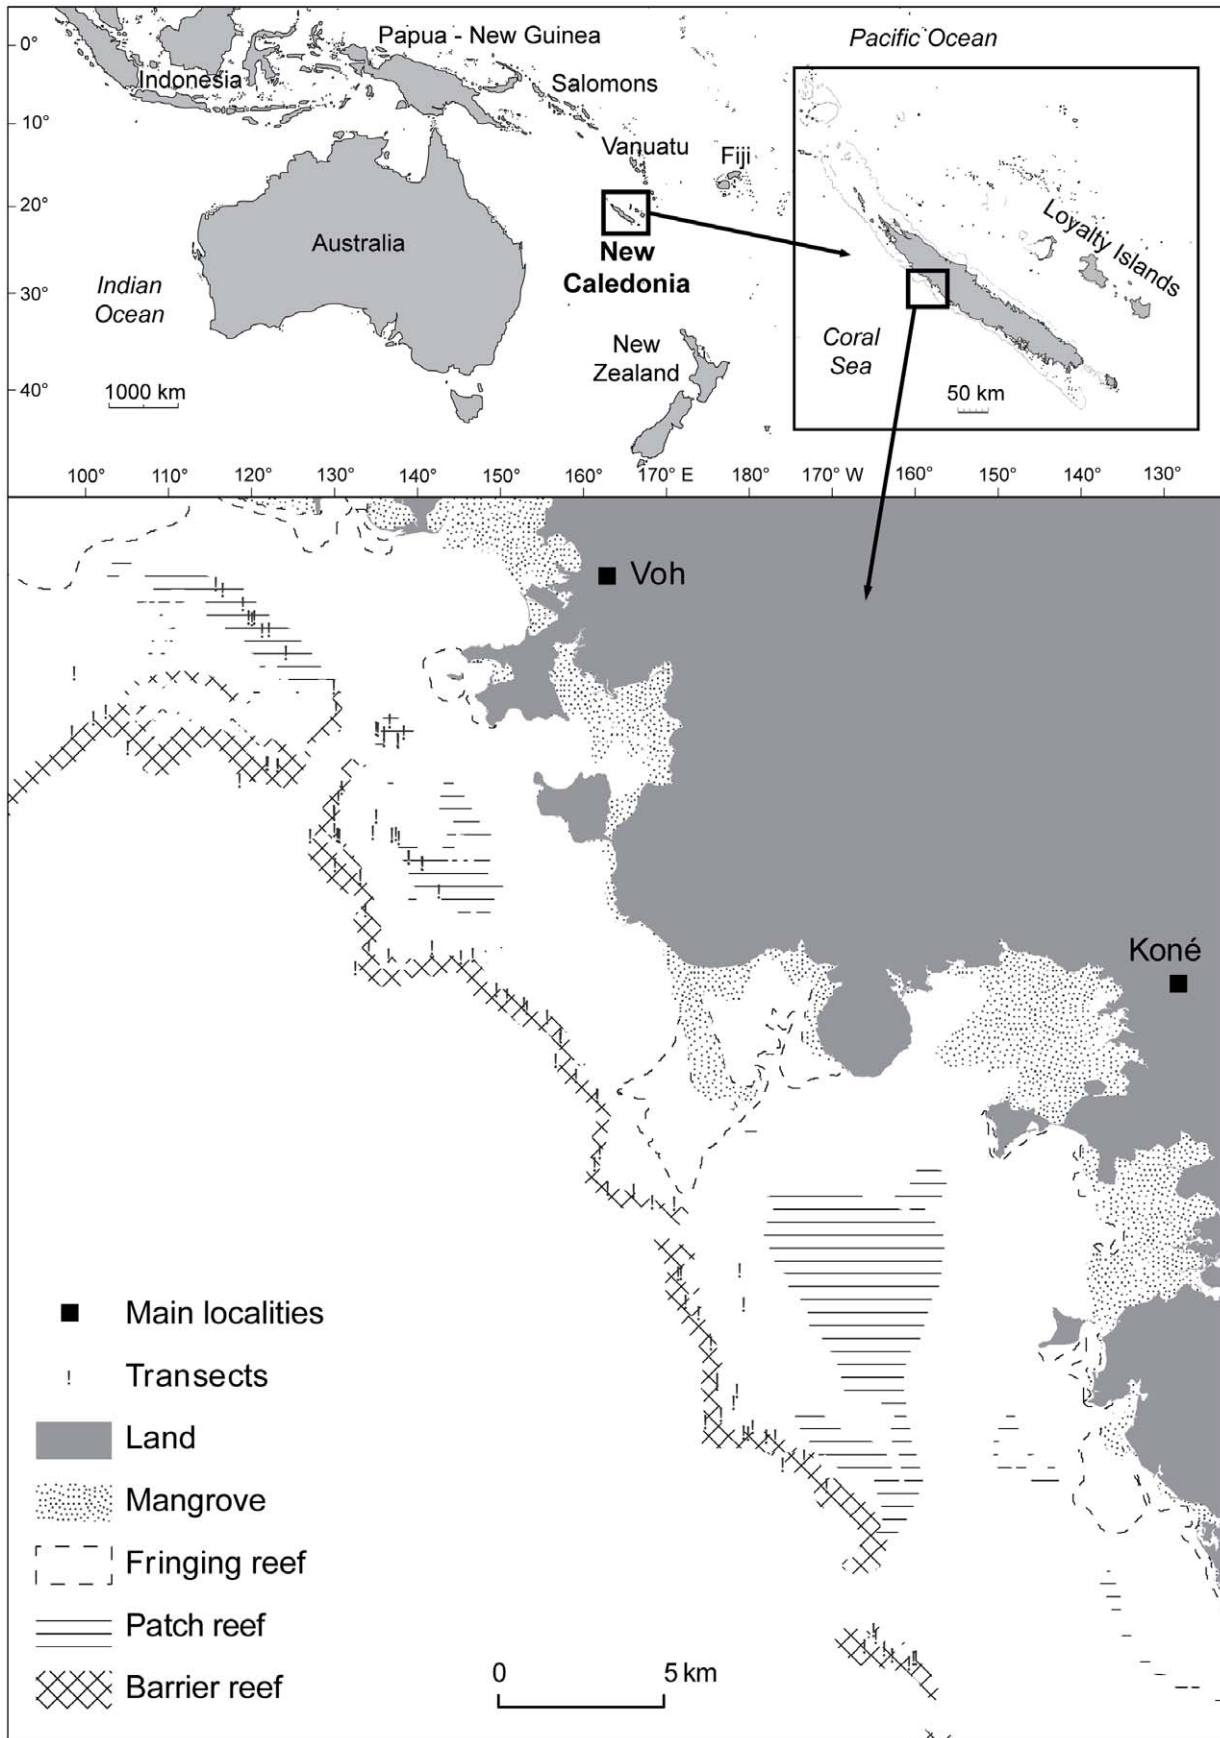 0°
Papua - New Guinea
Pacific Ocean
Indonesia
Salomons
10°
Vanuatu
Fiji
20°
Loyalty Islands
Australia
New
Caledonia
Indian
Ocean
30°
Coral
Sea
New
Zealand
1000 km
40°
50 km
100°
110°
120°
130°
140°
150°
160°
170° E
180°
170° W
160°
150°
140°
130°
Voh
Koné
Main localities
Transects
Land
Mangrove
Fringing reef
Patch reef
Barrier reef
0
5 km